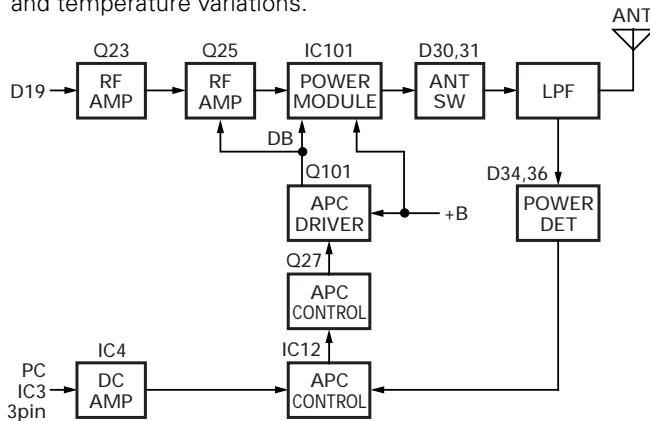 and temperature variations.
ANT
Q23
Q25
IC101
D30,31
D19
RF
AMP
RF
AMP
POWER
MODULE
ANT
SW
LPF
DB
Q101
D34,36
APC
DRIVER
+B
POWER
DET
Q27
APC
CONTROL
IC4
IC12
PC
IC3
3pin
DC
AMP
APC
CONTROL